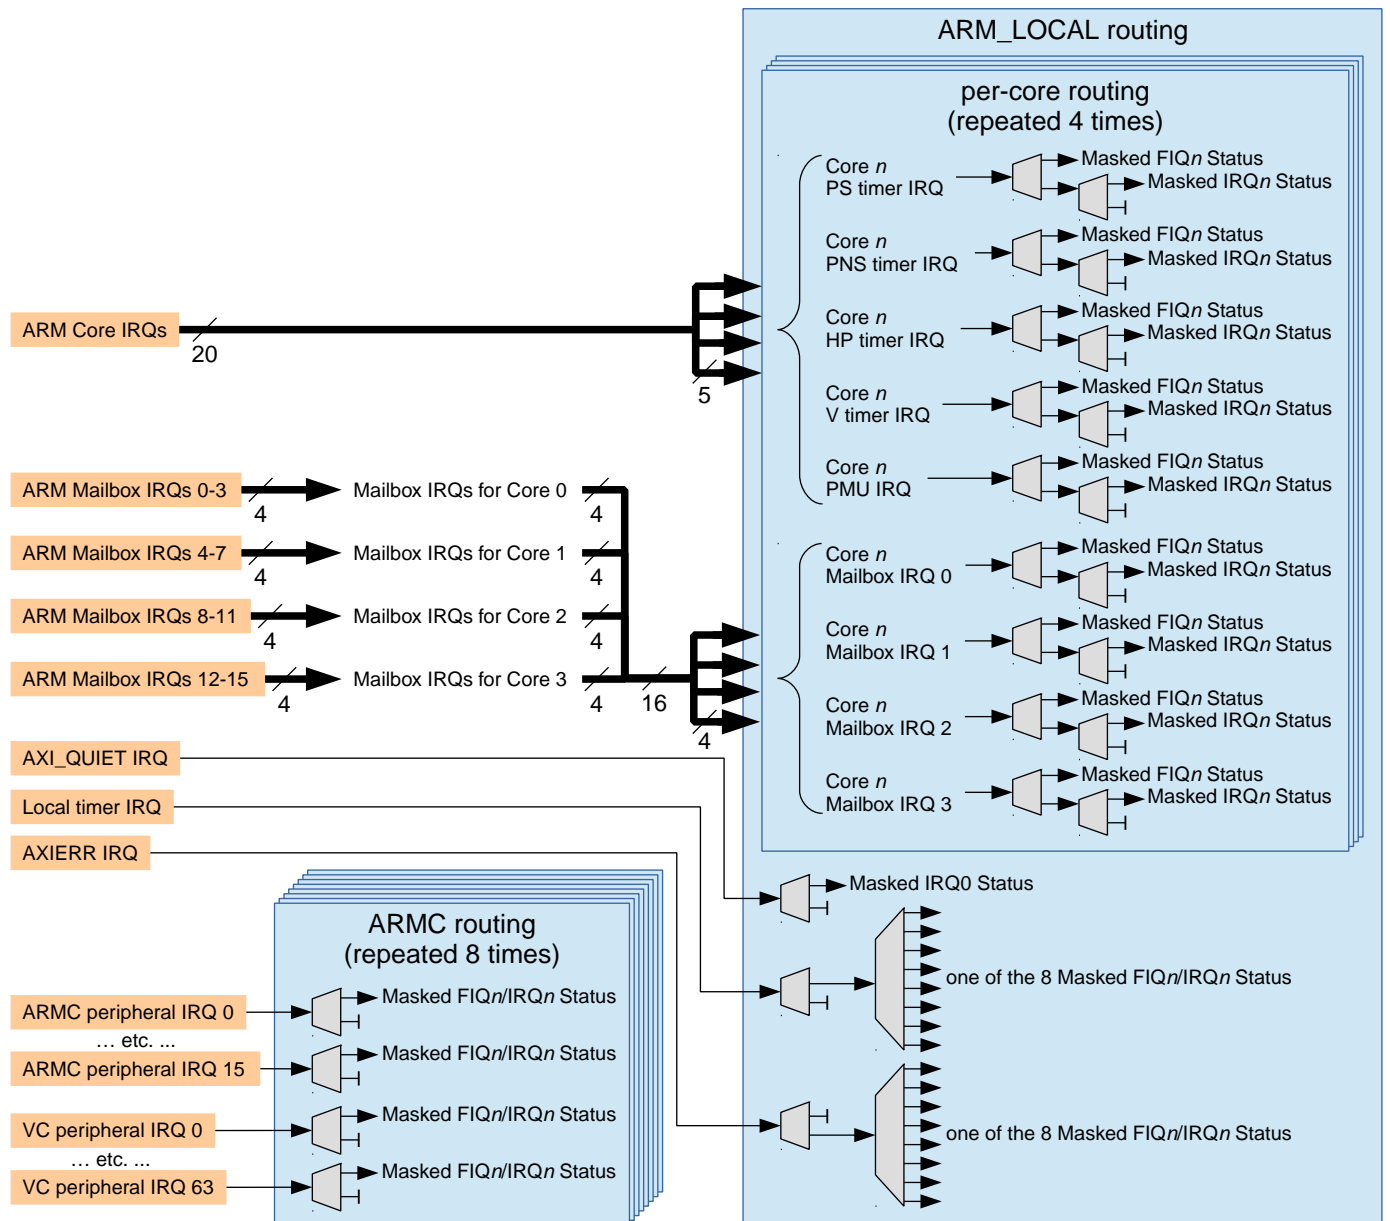 ARM_LOCAL routing
per-core routing
(repeated 4 times)
Core n
PS timer IRQ
Masked FIQn Status
Masked IRQn Status
Core n
PNS timer IRQ
Masked FIQn Status
Masked IRQn Status
ARM Core IRQs
20
5
Core n
HP timer IRQ
Masked FIQn Status
Masked IRQn Status
Core n
V timer IRQ
Masked FIQn Status
Masked IRQn Status
Core n
PMU IRQ
Masked FIQn Status
Masked IRQn Status
ARM Mailbox IRQs 0-3
4
Mailbox IRQs for Core 0
4
ARM Mailbox IRQs 4-7
4
Mailbox IRQs for Core 1
4
ARM Mailbox IRQs 8-11
4
Mailbox IRQs for Core 2
4
ARM Mailbox IRQs 12-15
4
Mailbox IRQs for Core 3
4
16
4
Core n
Mailbox IRQ 0
Masked FIQn Status
Masked IRQn Status
Core n
Mailbox IRQ 1
Masked FIQn Status
Masked IRQn Status
Core n
Mailbox IRQ 2
Masked FIQn Status
Masked IRQn Status
Core n
Mailbox IRQ 3
Masked FIQn Status
Masked IRQn Status
AXI_QUIET IRQ
Local timer IRQ
AXIERR IRQ
Masked IRQ0 Status
one of the 8 Masked FIQn/IRQn Status
one of the 8 Masked FIQn/IRQn Status
ARMC routing
(repeated 8 times)
ARMC peripheral IRQ 0
Masked FIQn/IRQn Status
... etc. ...
ARMC peripheral IRQ 15
Masked FIQn/IRQn Status
VC peripheral IRQ 0
Masked FIQn/IRQn Status
... etc. ...
VC peripheral IRQ 63
Masked FIQn/IRQn Status